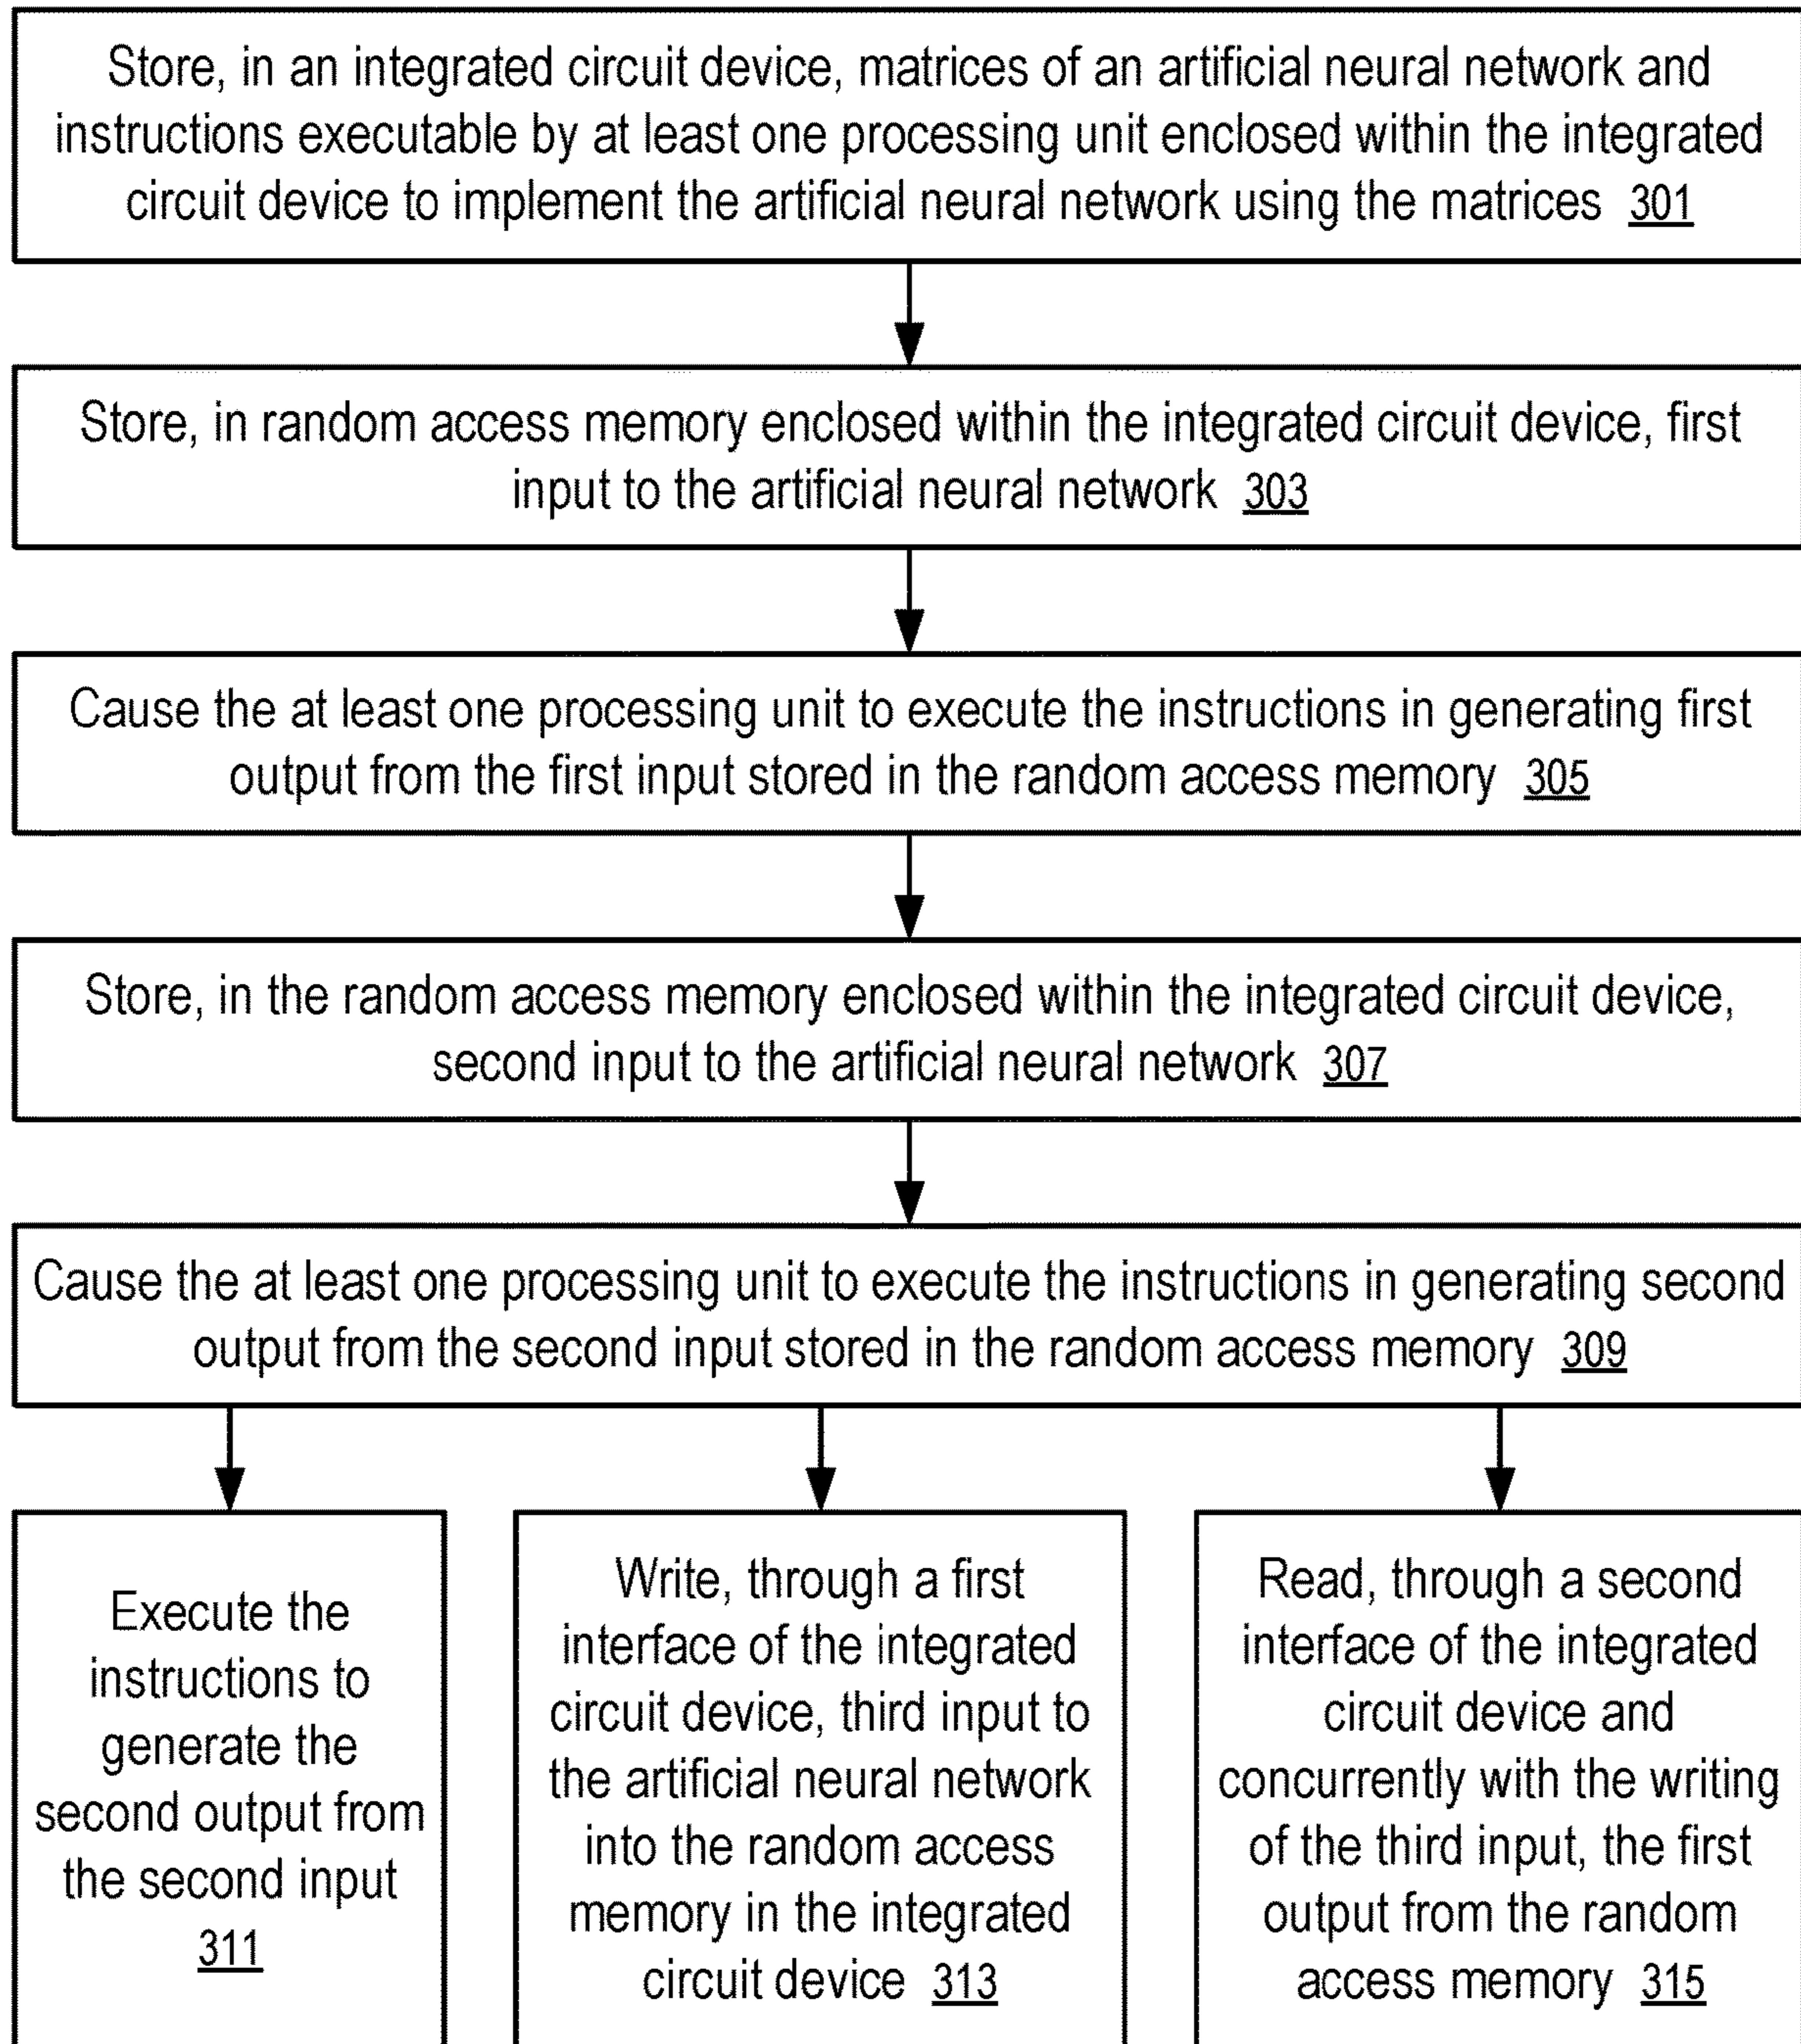 Store, in an integrated circuit device, matrices of an artificial neural network and
instructions executable by at least one processing unit enclosed within the integrated
circuit device to implement the artificial neural network using the matrices 301
Store, in random access memory enclosed within the integrated circuit device, first
input to the artificial neural network 303
Cause the at least one processing unit to execute the instructions in generating first
output from the first input stored in the random access memory 305
Store, in the random access memory enclosed within the integrated circuit device,
second input to the artificial neural network 307
Cause the at least one processing unit to execute the instructions in generating second
output from the second input stored in the random access memory 309
Execute the
instructions to
generate the
second output from
the second input
311
Write, through a first
interface of the integrated
circuit device, third input to
the artificial neural network
into the random access
memory in the integrated
circuit device 313
Read, through a second
interface of the integrated
circuit device and
concurrently with the writing
of the third input, the first
output from the random
access memory 315